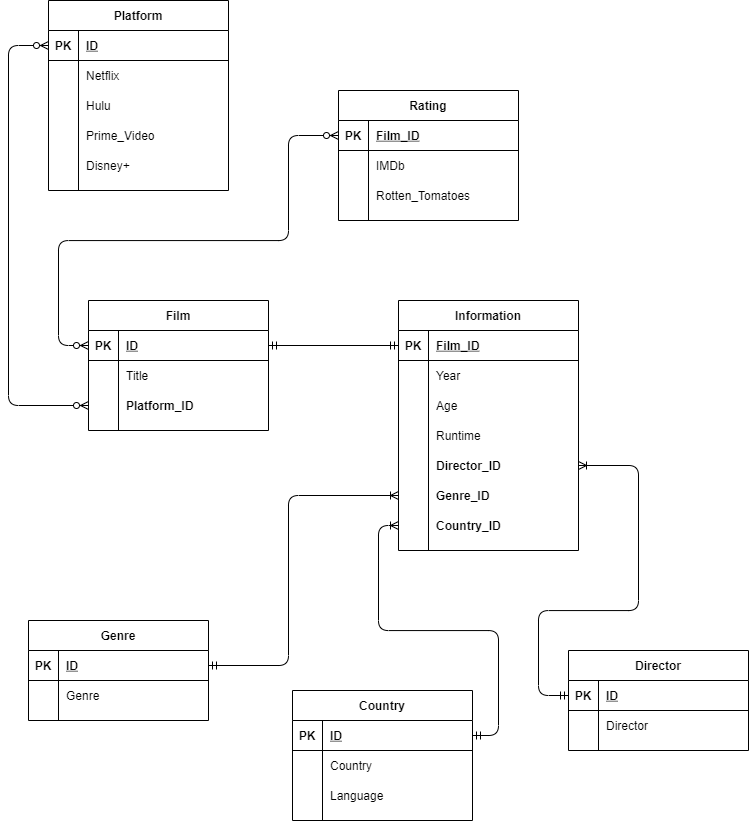 Platform
PK ID
Netflix
Hulu
Prime_Video
Disney+
Rating
PK Film_ID
IMDb
Rotten_Tomatoes
Film
PK ID
Title
Platform_ID
Information
PK Film_ID
Year
Age
Runtime
Director_ID
Genre_ID
Country_ID
Genre
PK ID
Genre
Country
PK ID
Country
Language
Director
PK ID
Director